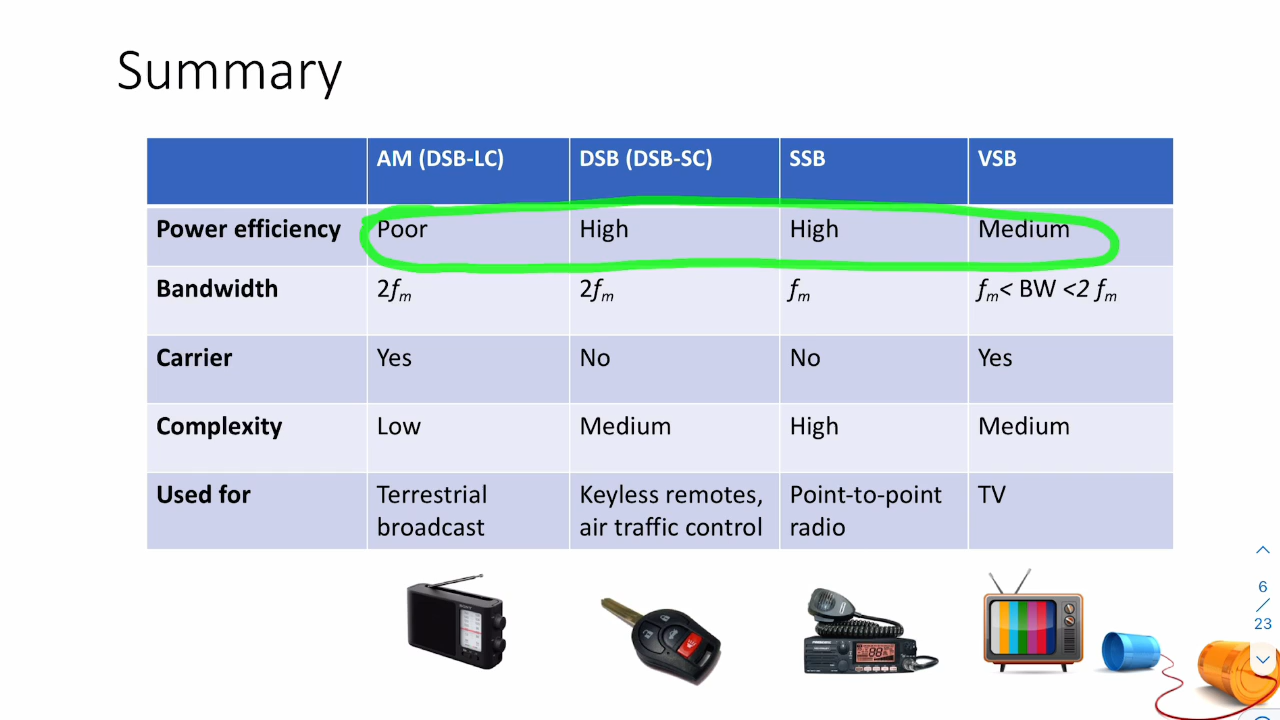 Summary
AM (DSB-LC) DSB (DSB-SC) SSB VSB
Power efficiency Poor High High Medium
Bandwidth 2fm 2fm fm fm< BW <2 fm
Carrier Yes No No Yes
Complexity Low Medium High Medium
Used for Terrestrial broadcast Keyless remotes, air traffic control Point-to-point radio TV
6
/
23